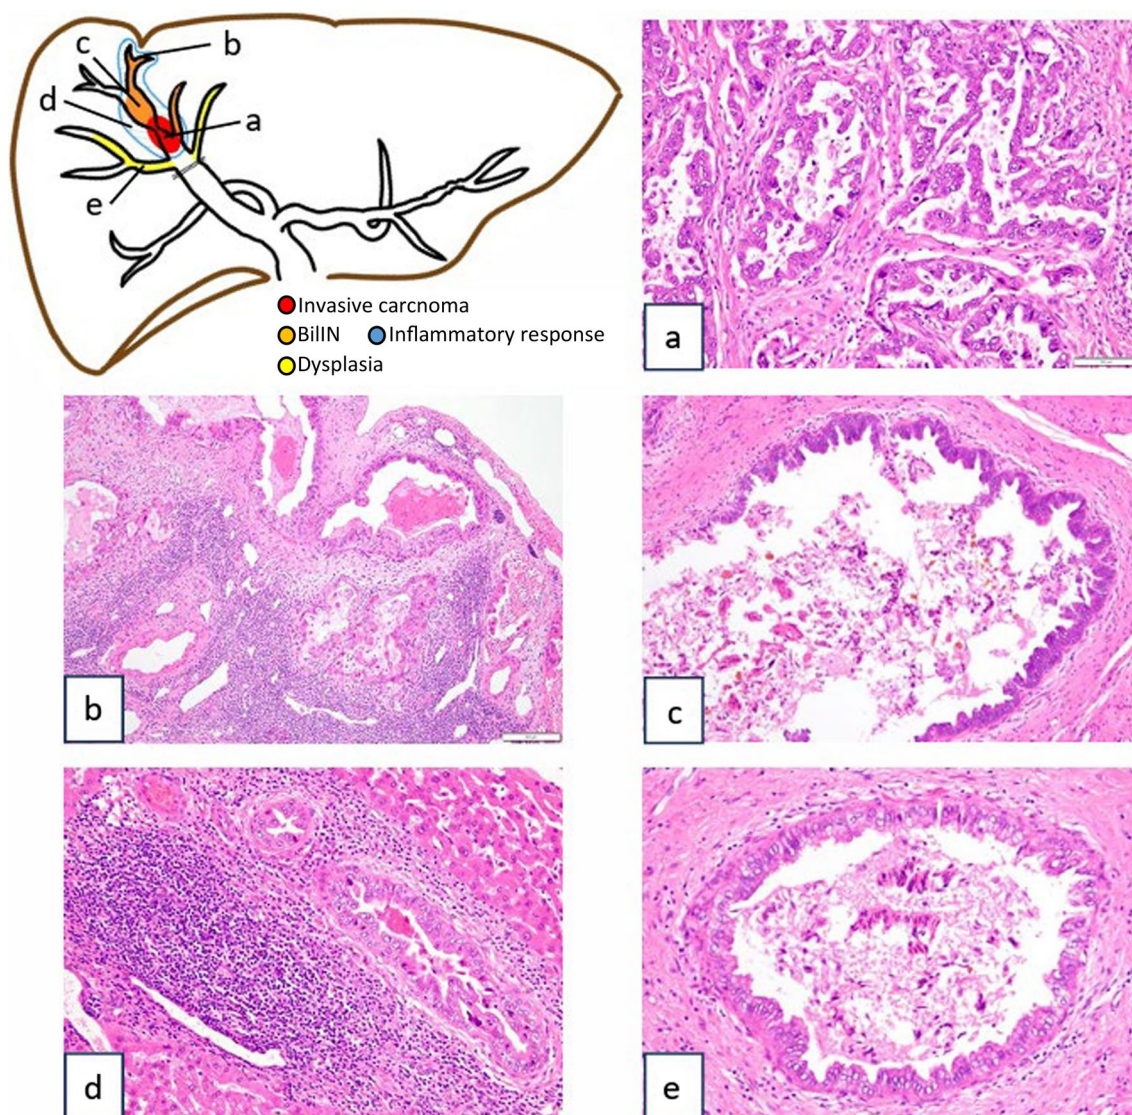 c
b
d
a
e
Invasive carcnoma
BilIN
Inflammatory response
Dysplasia
a
b
c
d
e